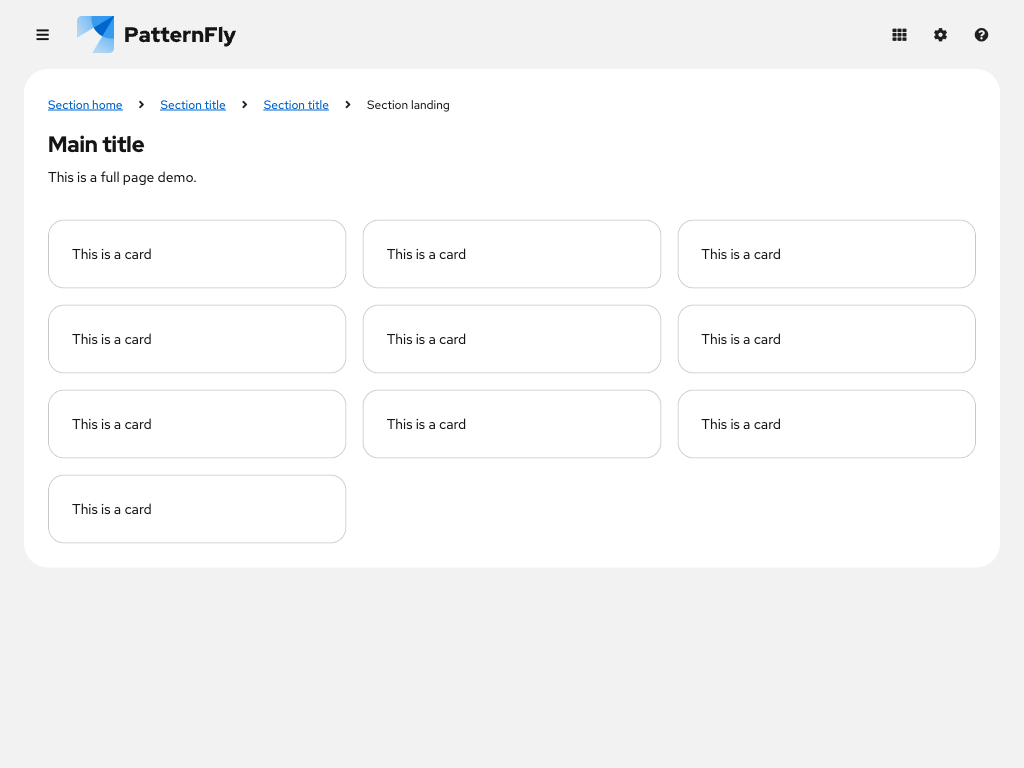 PatternFly
Section home Section title Section title Section landing
Main title
This is a full page demo.
This is a card This is a card This is a card
This is a card This is a card This is a card
This is a card This is a card This is a card
This is a card